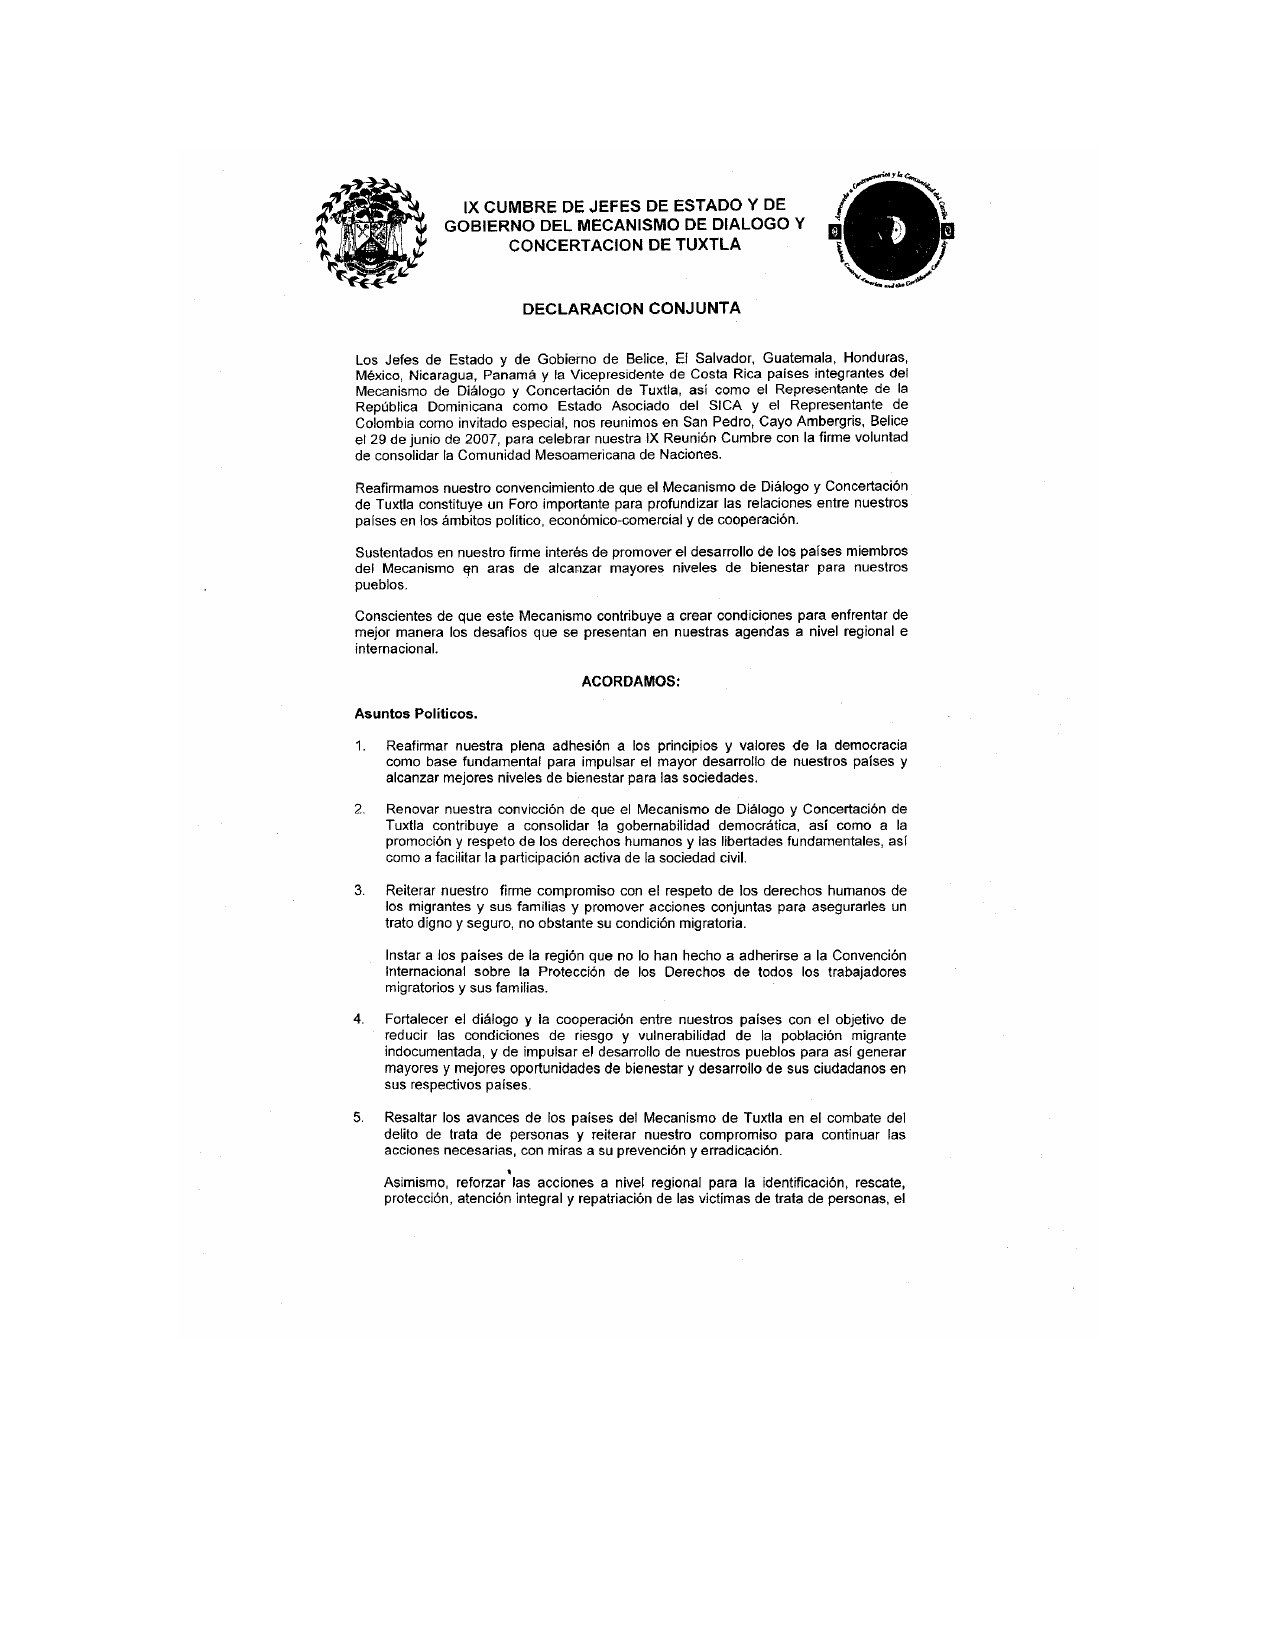 IX CUMBRE DE JEFES DE ESTADO Y DE
GOBIERNO DEL MECANISMO DE DIALOGO Y
CONCERTACION DE TUXTLA
DECLARACION CONJUNTA
Los Jefes de Estado y de Gobierno de Belice, El Salvador, Guatemala, Honduras,
México, Nicaragua, Panamá y la Vicepresidente de Costa Rica países integrantes del
Mecanismo de Diálogo y Concertación de Tuxtla, así como el Representante de la
República Dominicana como Estado Asociado del SICA y el Representante de
Colombia como invitado especial, nos reunimos en San Pedro, Cayo Ambergris, Belice
el 29 de junio de 2007, para celebrar nuestra IX Reunión Cumbre con la firme voluntad
de consolidar la Comunidad Mesoamericana de Naciones.
Reafirmamos nuestro convencimiento de que el Mecanismo de Diálogo y Concertación
de Tuxtla constituye un Foro importante para profundizar las relaciones entre nuestros
países en los ámbitos político, económico-comercial y de cooperación.
Sustentados en nuestro firme interés de promover el desarrollo de los países miembros
del Mecanismo en aras de alcanzar mayores niveles de bienestar para nuestros
pueblos.
Conscientes de que este Mecanismo contribuye a crear condiciones para enfrentar de
mejor manera los desafíos que se presentan en nuestras agendas a nivel regional e
internacional.
ACORDAMOS:
Asuntos Políticos.
1. Reafirmar nuestra plena adhesión a los principios y valores de la democracia
como base fundamental para impulsar el mayor desarrollo de nuestros países y
alcanzar mejores niveles de bienestar para las sociedades.
2. Renovar nuestra convicción de que el Mecanismo de Diálogo y Concertación de
Tuxtla contribuye a consolidar la gobernabilidad democrática, así como a la
promoción y respeto de los derechos humanos y las libertades fundamentales, así
como a facilitar la participación activa de la sociedad civil.
3. Reiterar nuestro firme compromiso con el respeto de los derechos humanos de
los migrantes y sus familias y promover acciones conjuntas para asegurarles un
trato digno y seguro, no obstante su condición migratoria.
Instar a los países de la región que no lo han hecho a adherirse a la Convención
Internacional sobre la Protección de los Derechos de todos los trabajadores
migratorios y sus familias.
4. Fortalecer el diálogo y la cooperación entre nuestros países con el objetivo de
reducir las condiciones de riesgo y vulnerabilidad de la población migrante
indocumentada, y de impulsar el desarrollo de nuestros pueblos para así generar
mayores y mejores oportunidades de bienestar y desarrollo de sus ciudadanos en
sus respectivos países.
5. Resaltar los avances de los países del Mecanismo de Tuxtla en el combate del
delito de trata de personas y reiterar nuestro compromiso para continuar las
acciones necesarias, con miras a su prevención y erradicación.
Asimismo, reforzar las acciones a nivel regional para la identificación, rescate,
protección, atención integral y repatriación de las víctimas de trata de personas, el